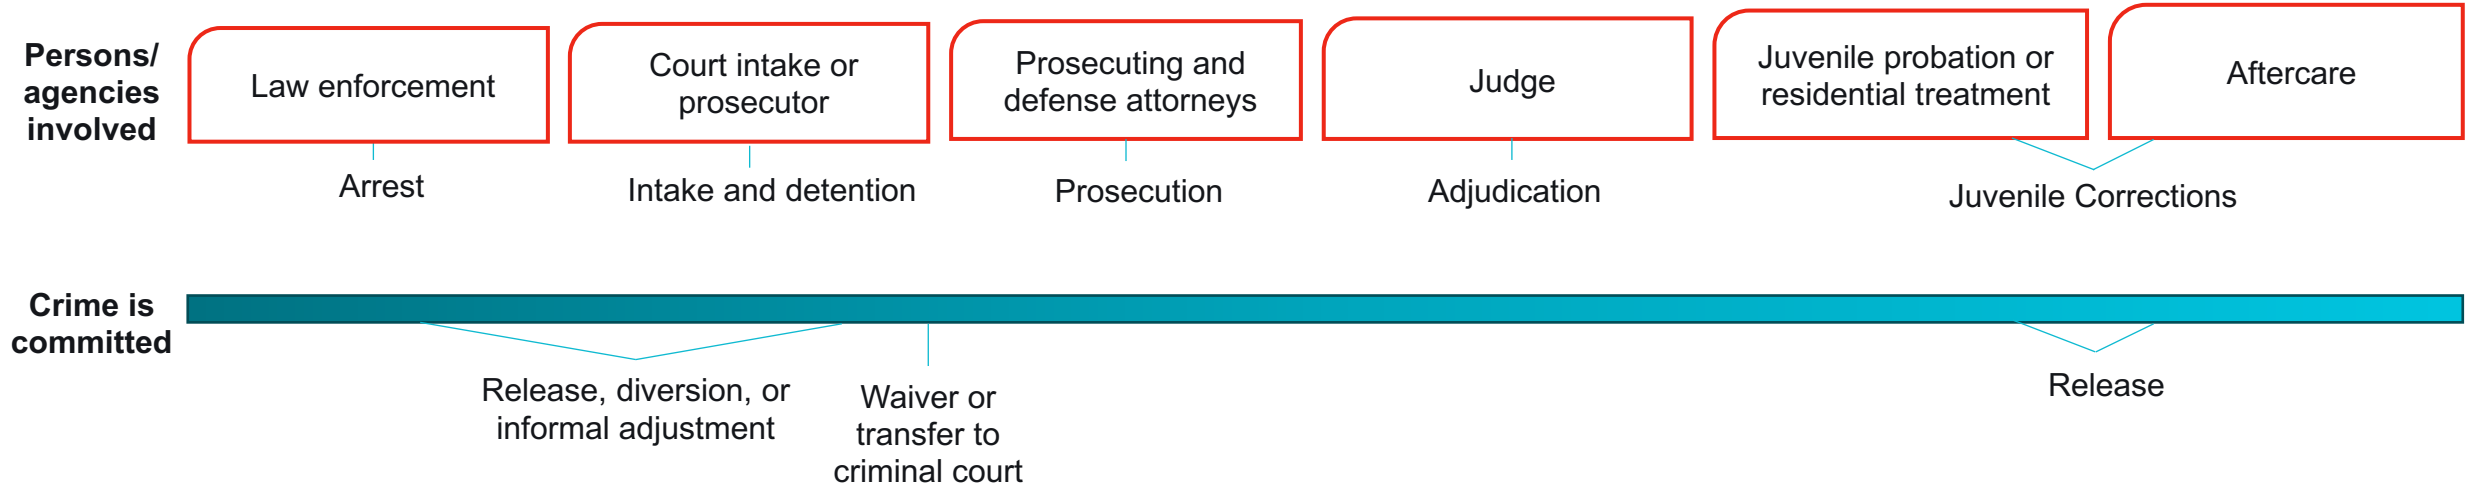 Persons/
agencies
involved
Law enforcement
Court intake or
prosecutor
Prosecuting and
defense attorneys
Judge
Juvenile probation or
residential treatment
Aftercare
Arrest
Intake and detention
Prosecution
Adjudication
Juvenile Corrections
Crime is
committed
Release, diversion, or
informal adjustment
Waiver or
transfer to
criminal court
Release